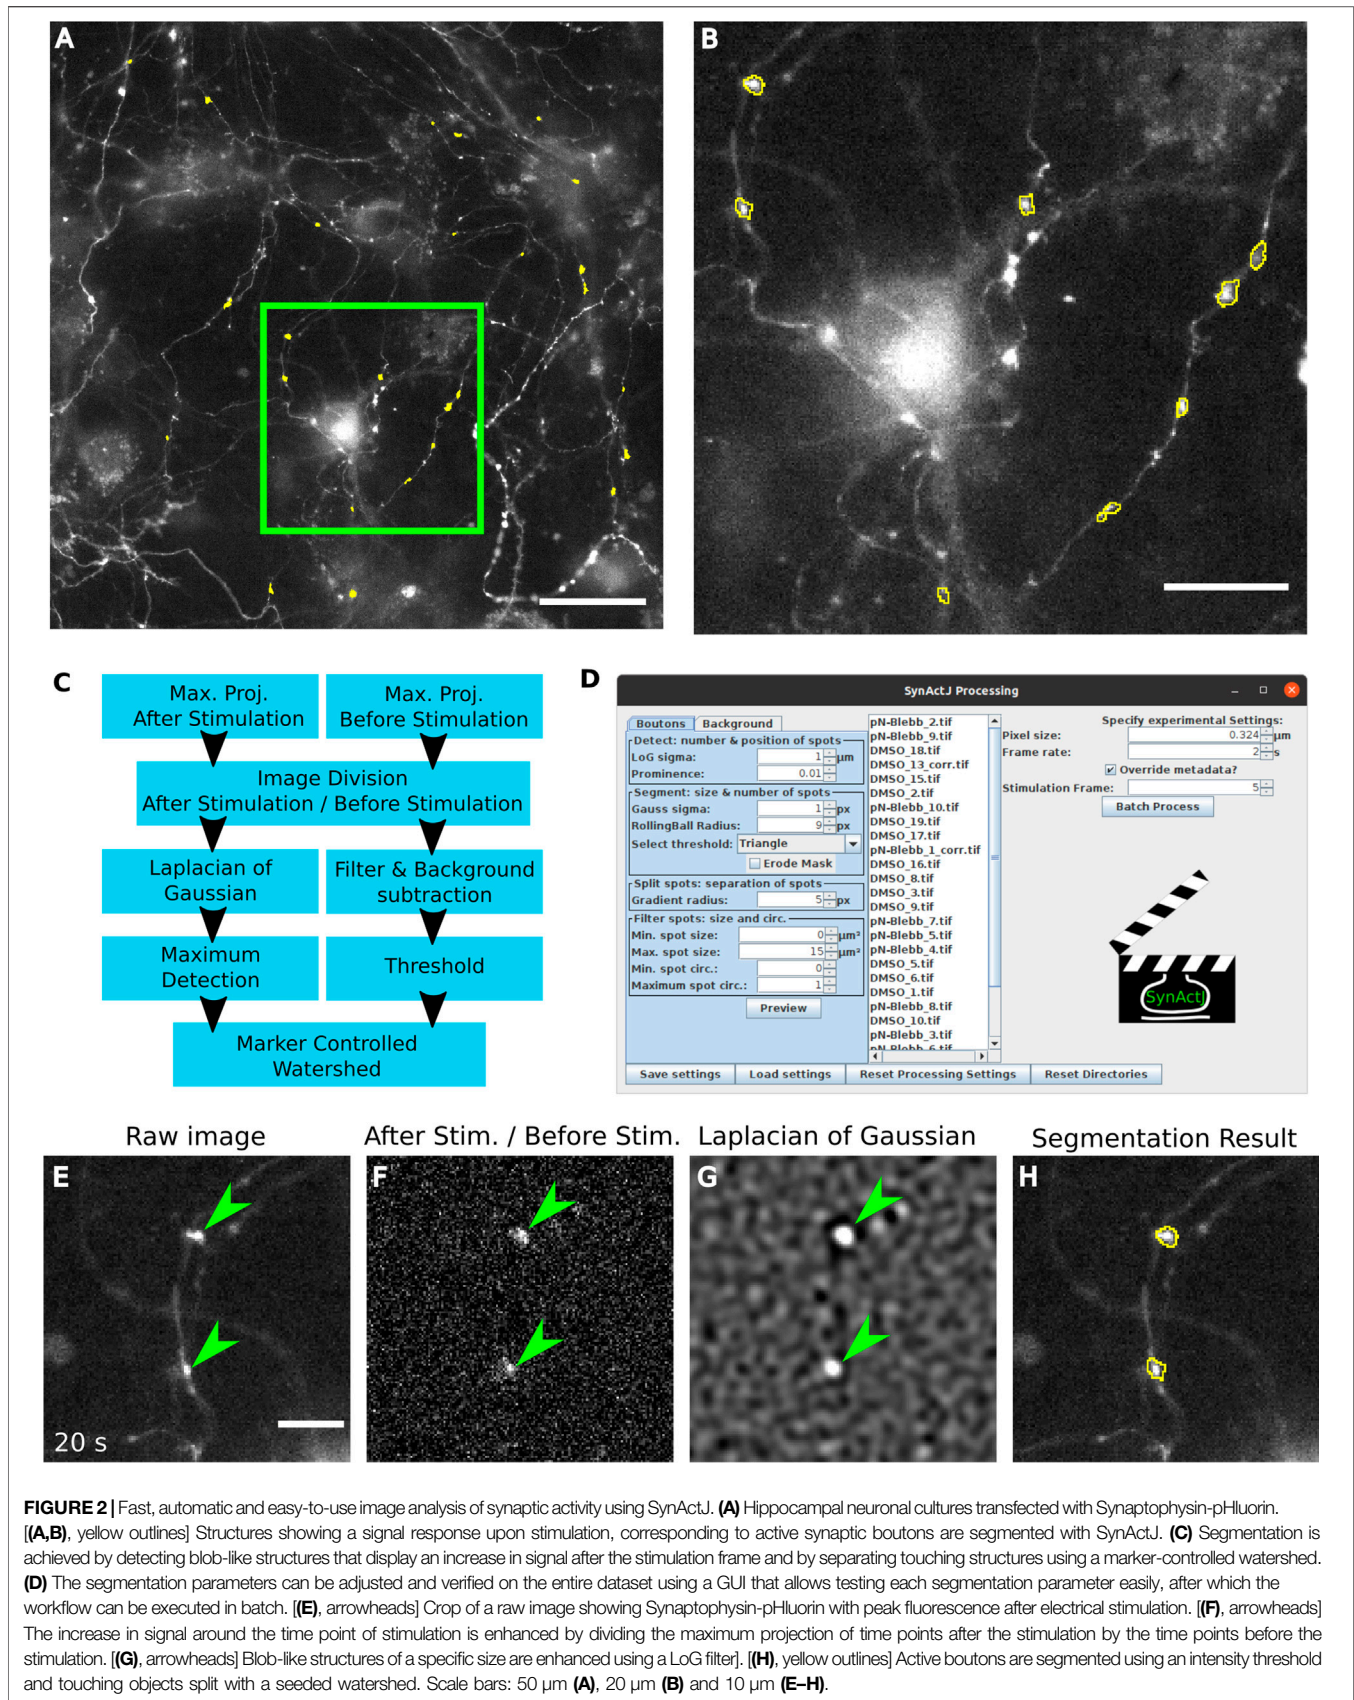 A
B
C
Max. Proj.
After Stimulation
Max. Proj.
Before Stimulation
Image Division
After Stimulation / Before Stimulation
Laplacian of
Gaussian
Filter & Background
subtraction
Maximum
Detection
Threshold
Marker Controlled
Watershed
D
SynActJ Processing
Boutons
Background
Detect: number & position of spots
LoG sigma: 1 µm
Prominence: 0.01
Segment: size & number of spots
Gauss sigma: 1 px
RollingBall Radius: 9 px
Select threshold: Triangle
Erode Mask
Split spots: separation of spots
Gradient radius: 5 px
Filter spots: size and circ.
Min. spot size: 0 µm²
Max. spot size: 15 µm²
Min. spot circ.: 0
Maximum spot circ.: 1
Preview
pN-Blebb_2.tif
pN-Blebb_9.tif
DMSO_18.tif
DMSO_13_corr.tif
DMSO_15.tif
DMSO_2.tif
pN-Blebb_10.tif
DMSO_19.tif
DMSO_17.tif
pN-Blebb_1_corr.tif
DMSO_16.tif
DMSO_8.tif
DMSO_3.tif
DMSO_9.tif
pN-Blebb_7.tif
pN-Blebb_5.tif
pN-Blebb_4.tif
DMSO_5.tif
DMSO_6.tif
DMSO_1.tif
pN-Blebb_8.tif
DMSO_10.tif
pN-Blebb_3.tif
pN-Blebb_6.tif
Specify experimental Settings:
Pixel size: 0.324 µm
Frame rate: 2 s
Override metadata?
Stimulation Frame: 5
Batch Process
SynActJ
Save settings
Load settings
Reset Processing Settings
Reset Directories
Raw image
After Stim. / Before Stim.
Laplacian of Gaussian
Segmentation Result
E
20 s
F
G
H
FIGURE 2 | Fast, automatic and easy-to-use image analysis of synaptic activity using SynActJ. (A) Hippocampal neuronal cultures transfected with Synaptophysin-pHluorin.
[(A,B), yellow outlines] Structures showing a signal response upon stimulation, corresponding to active synaptic boutons are segmented with SynActJ. (C) Segmentation is
achieved by detecting blob-like structures that display an increase in signal after the stimulation frame and by separating touching structures using a marker-controlled watershed.
(D) The segmentation parameters can be adjusted and verified on the entire dataset using a GUI that allows testing each segmentation parameter easily, after which the
workflow can be executed in batch. [(E), arrowheads] Crop of a raw image showing Synaptophysin-pHluorin with peak fluorescence after electrical stimulation. [(F), arrowheads]
The increase in signal around the time point of stimulation is enhanced by dividing the maximum projection of time points after the stimulation by the time points before the
stimulation. [(G), arrowheads] Blob-like structures of a specific size are enhanced using a LoG filter]. [(H), yellow outlines] Active boutons are segmented using an intensity threshold
and touching objects split with a seeded watershed. Scale bars: 50 µm (A), 20 µm (B) and 10 µm (E–H).